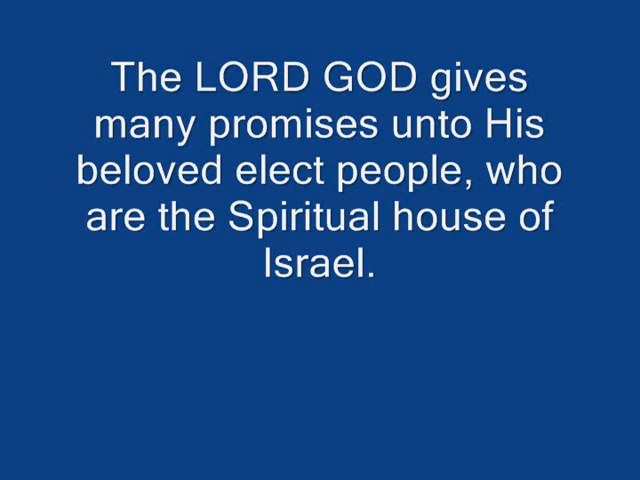 The LORD GOD gives
many promises unto His
beloved elect people, who
are the Spiritual house of
Israel.